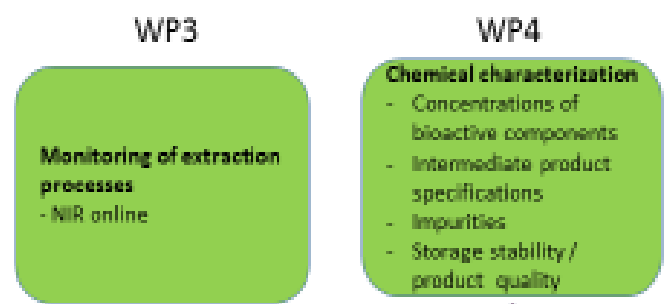 WP3
Monitoring of extraction
processes
- NIR online
WP4
Chemical characterization
- Concentrations of
bioactive components
- Intermediate product
specifications
- Impurities
- Storage stability /
product quality